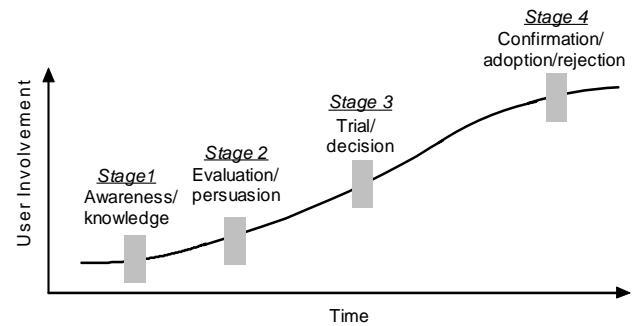 Stage 4
Confirmation/
adoption/rejection
Stage 3
Trial/
decision
Stage 2
Evaluation/
persuasion
Stage1
Awareness/
knowledge
User Involvement
Time